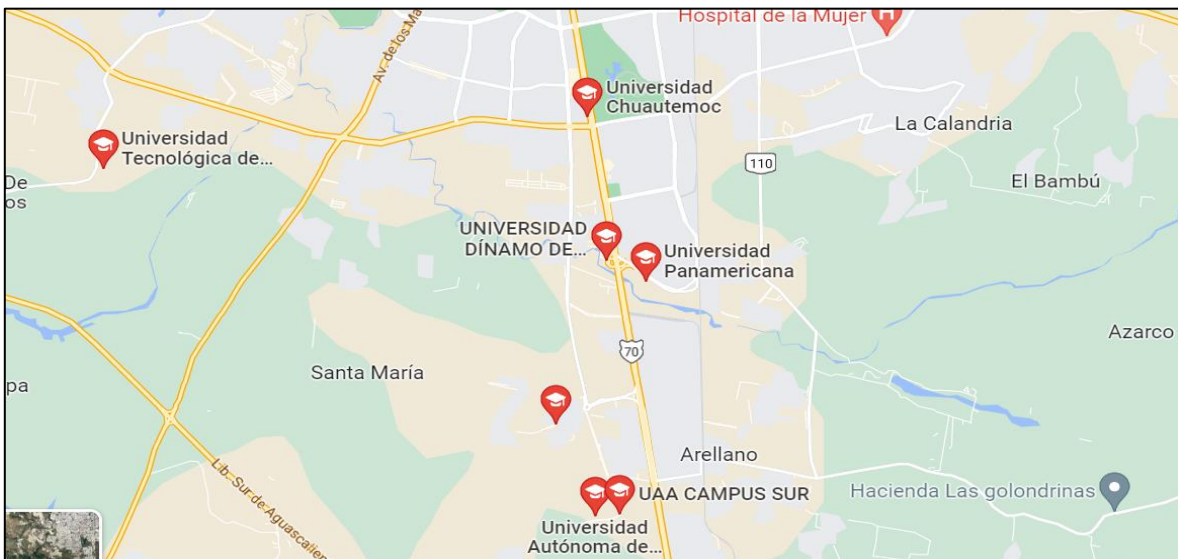 Hospital de la Mujer
H
Av. de los Ma
Universidad
Chuautemoc
La Calandria
Universidad
Tecnológica de...
110
El Bambú
De
os
UNIVERSIDAD
DÍNAMO DE...
Universidad
Panamericana
Azarco
70
Santa María
pa
Arellano
Lib. Sur de Aguascalien
UAA CAMPUS SUR
Hacienda Las golondrinas
Universidad
Autónoma de...